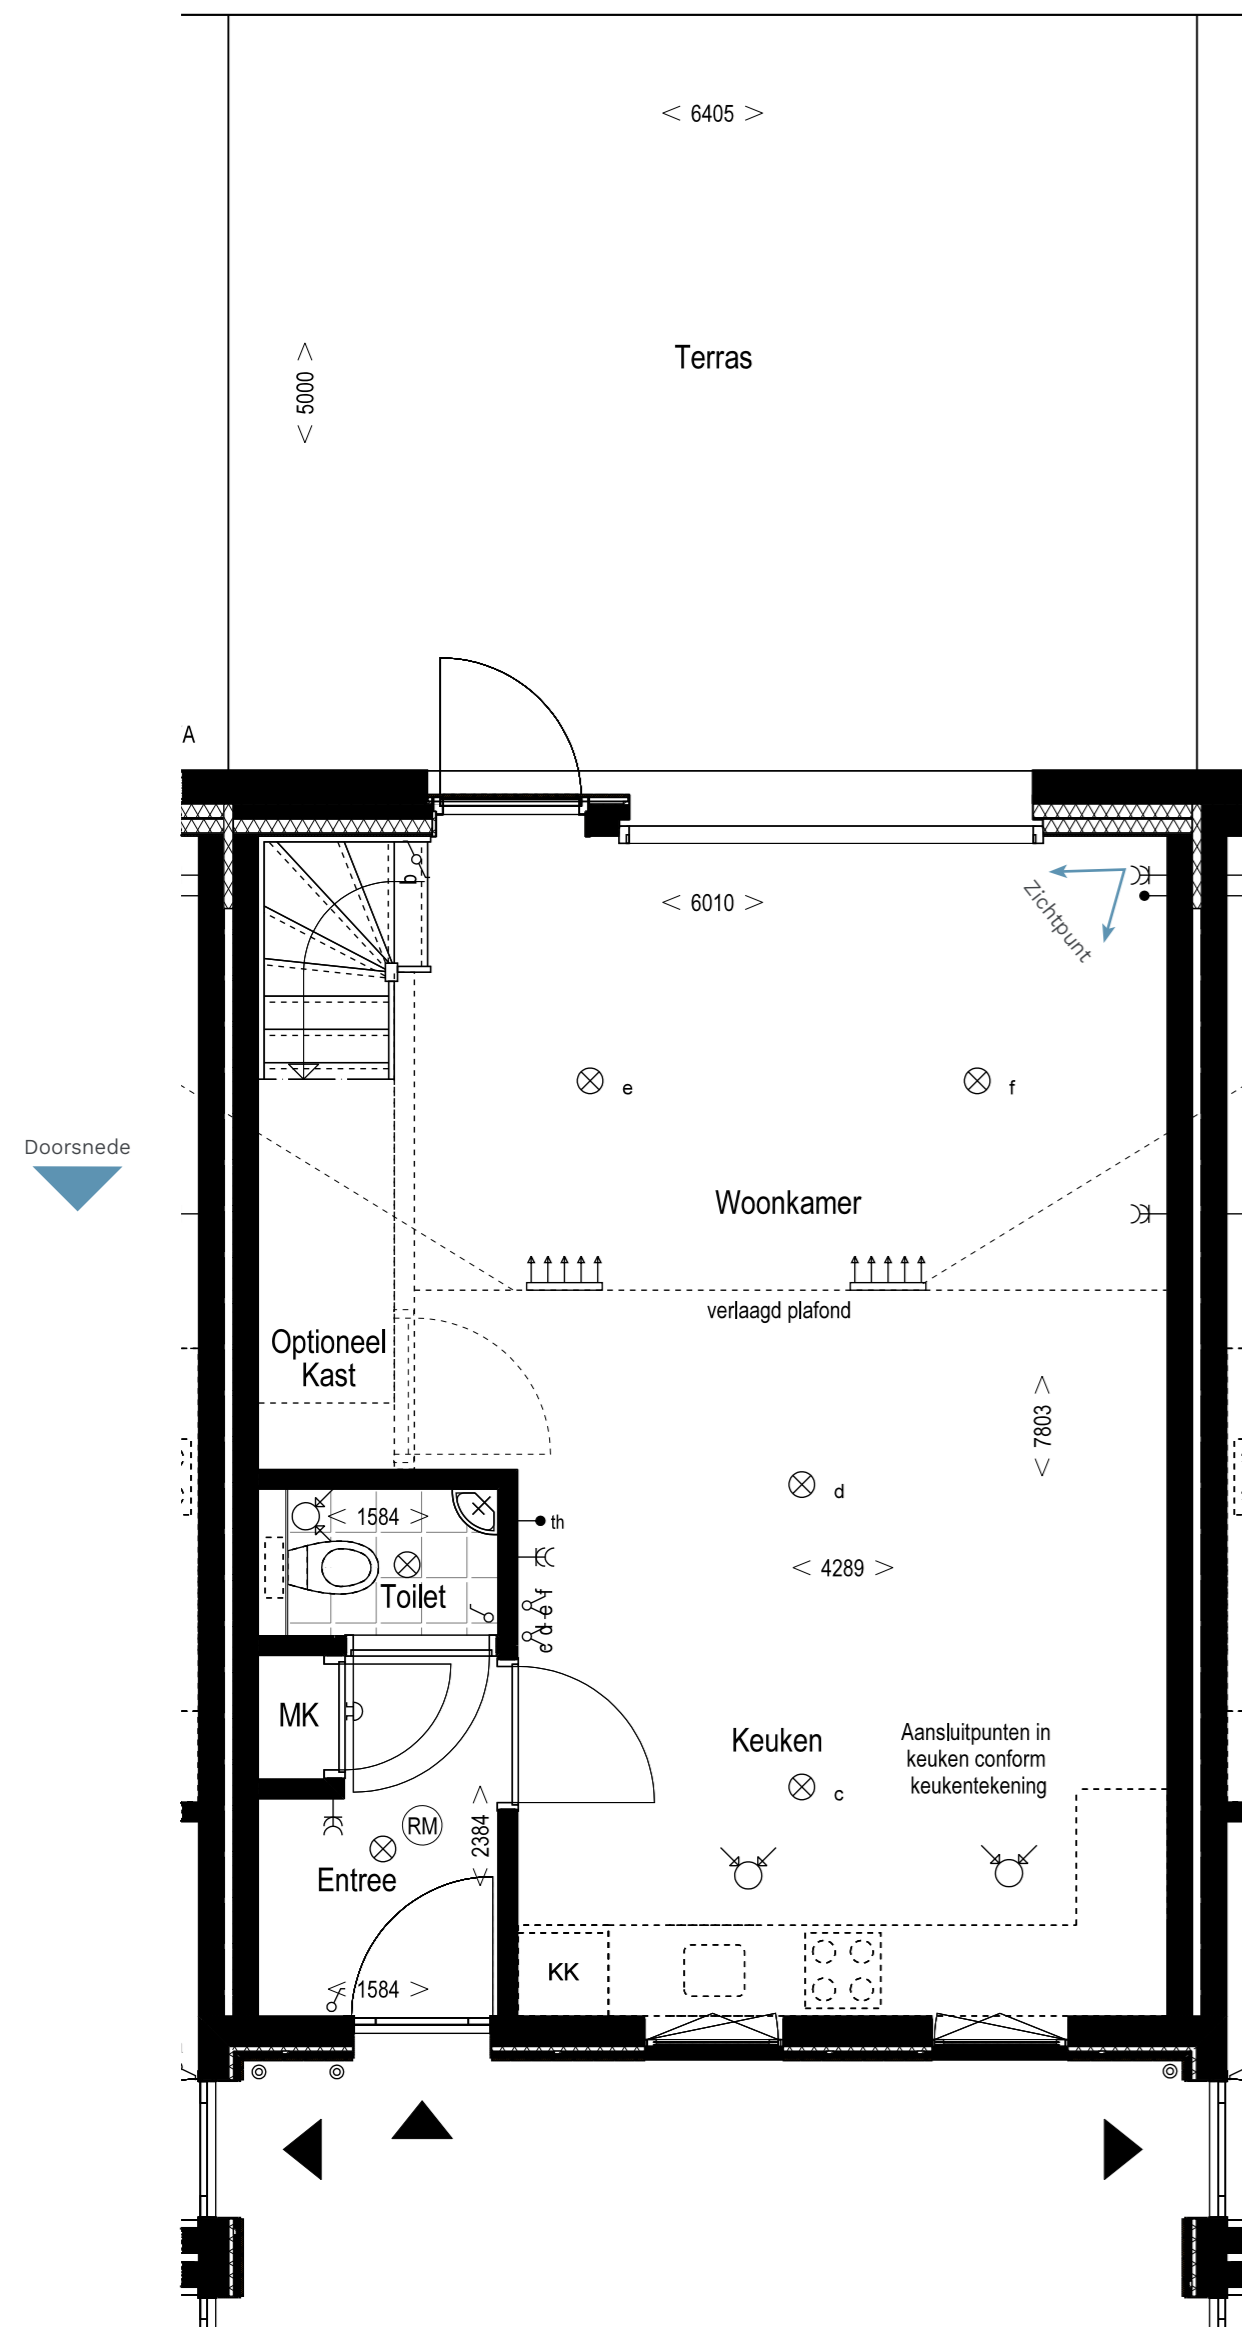 < 6405 >
Terras
< 5000 >
A
b
< 6010 >
Zichtpunt
e
f
Doorsnede
Woonkamer
verlaagd plafond
Optioneel
Kast
< 7803 >
d
< 1584 >
th
< 4289 >
Toilet
c d e f
MK
Keuken
Aansluitpunten in
keuken conform
keukentekening
c
RM
< 2384 >
Entree
KK
< 1584 >